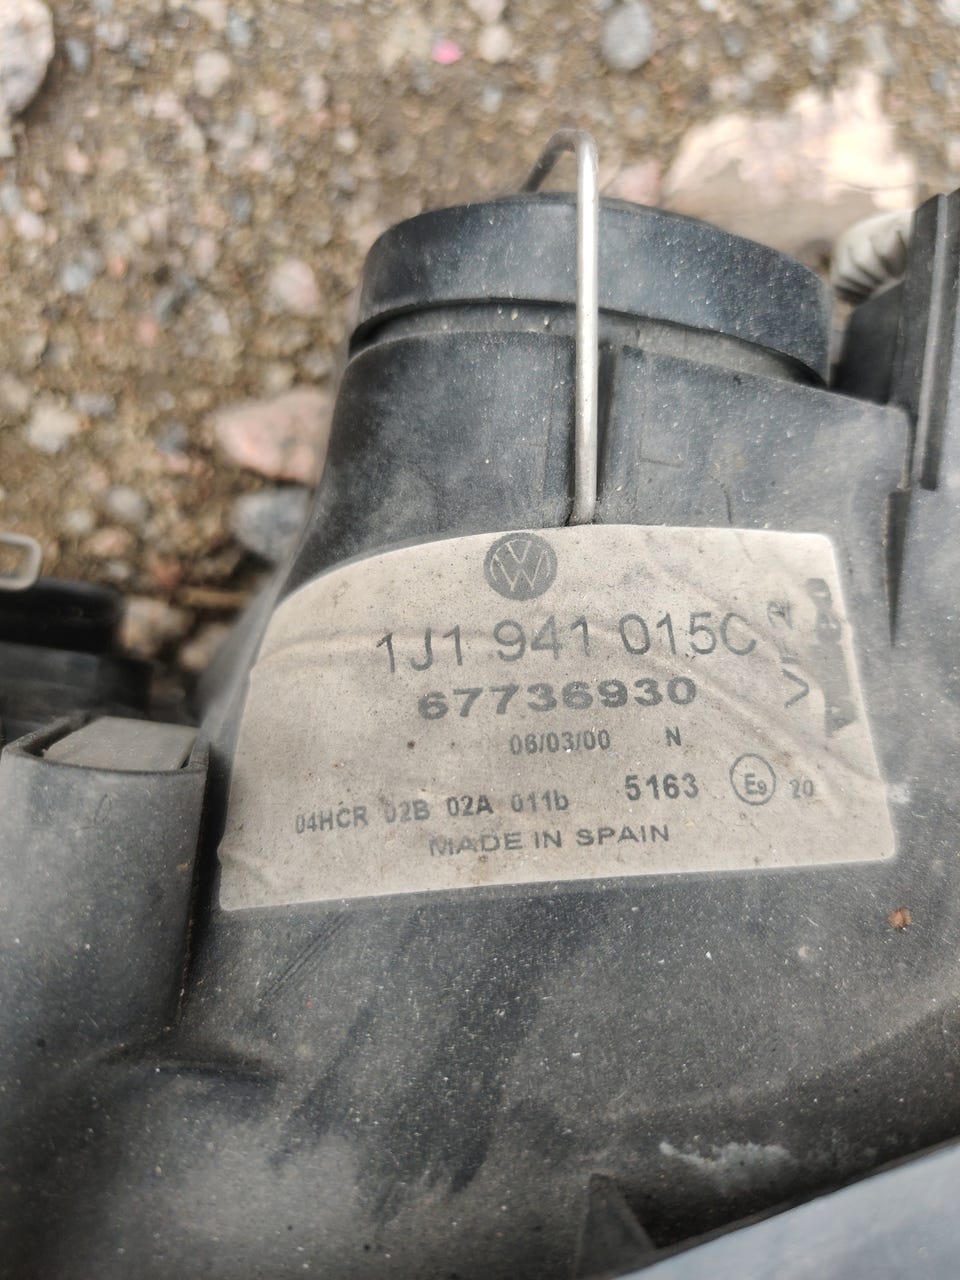 1J1 941 015C
67736930
06/03/00 N
04HCR 02B 02A 011b 5163 E9 20
MADE IN SPAIN